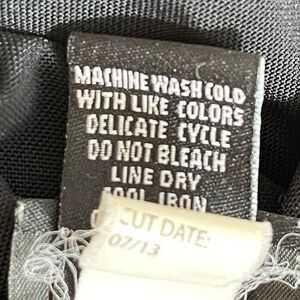 MACHINE WASH COLD
WITH LIKE COLORS
DELICATE CYCLE
DO NOT BLEACH
LINE DRY
COOL IRON
CUT DATE:
07/13